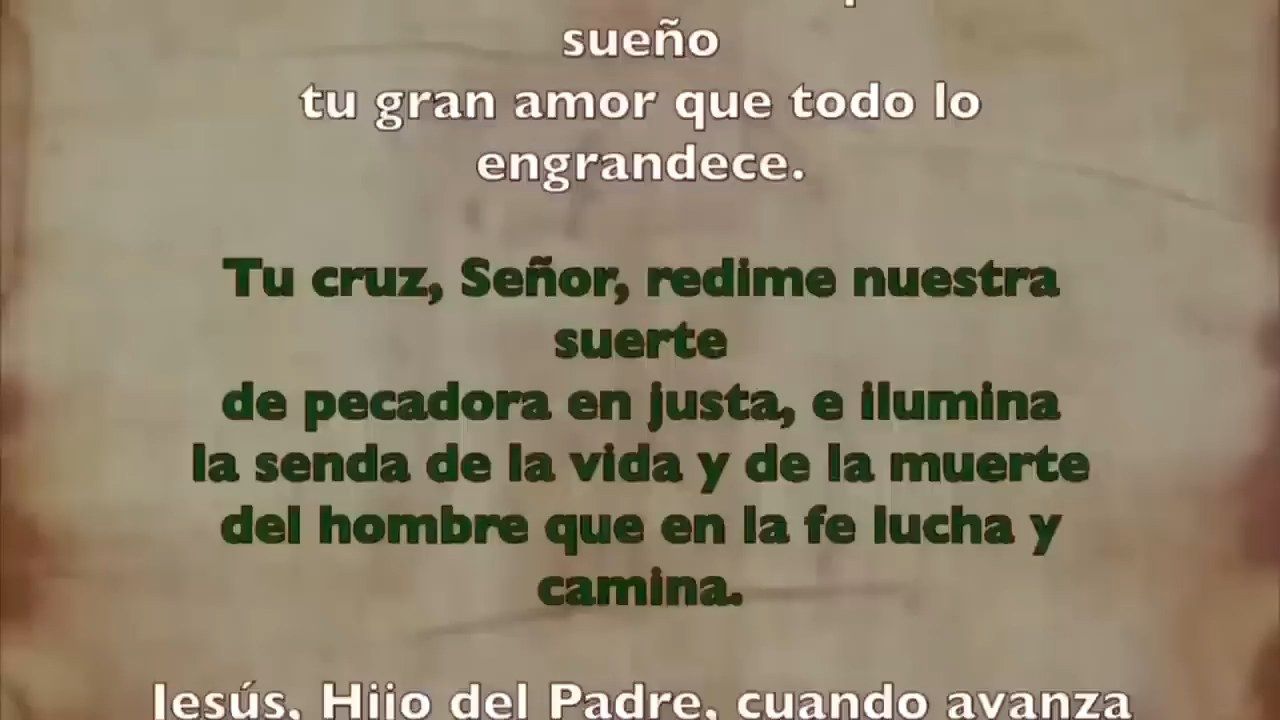 sueño
tu gran amor que todo lo
engrandece.
Tu cruz, Señor, redime nuestra
suerte
de pecadora en justa, e ilumina
la senda de la vida y de la muerte
del hombre que en la fe lucha y
camina.
Jesús, Hijo del Padre, cuando avanza